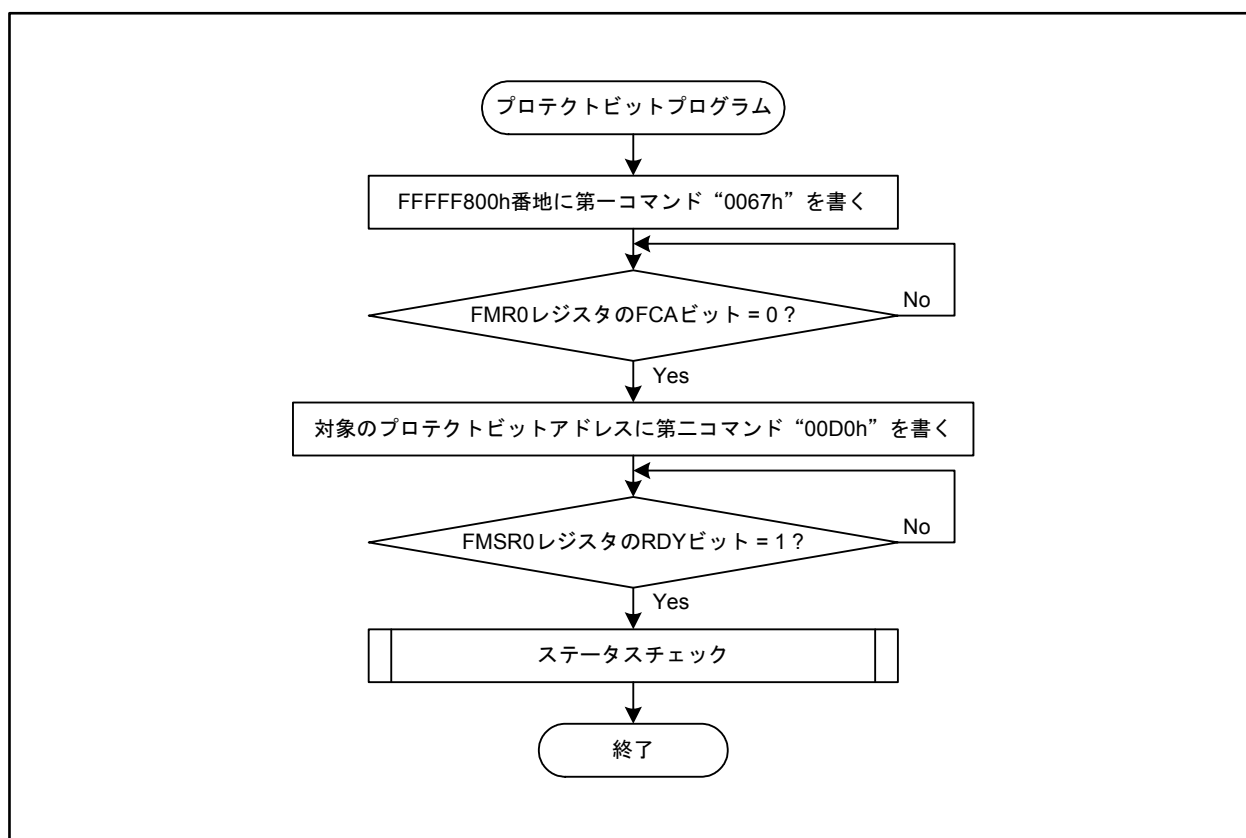 プロテクトビットプログラム
FFFFF800h番地に第一コマンド“0067h”を書く
FMR0レジスタのFCAビット = 0 ?
No
Yes
対象のプロテクトビットアドレスに第二コマンド“00D0h”を書く
FMSR0レジスタのRDYビット = 1 ?
No
Yes
ステータスチェック
終了